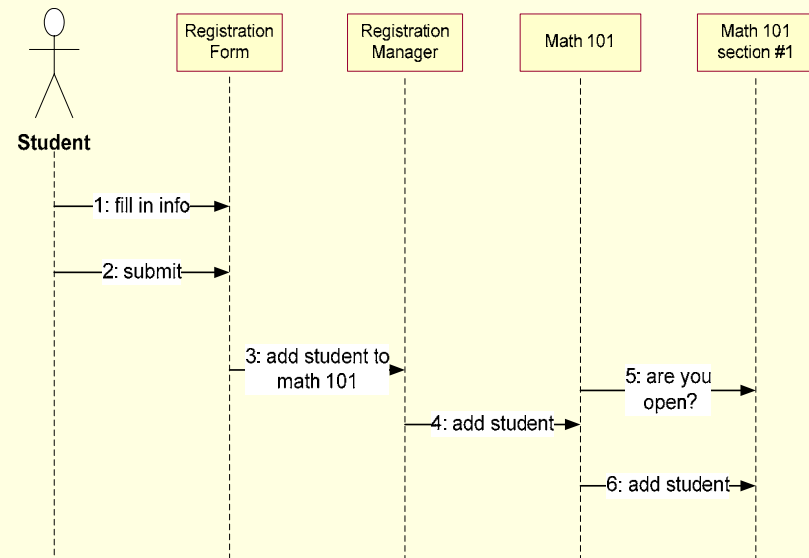 Registration
Form
Registration
Manager
Math 101
Math 101
section #1
Student
1: fill in info
2: submit
3: add student to
math 101
5: are you
open?
4: add student
6: add student